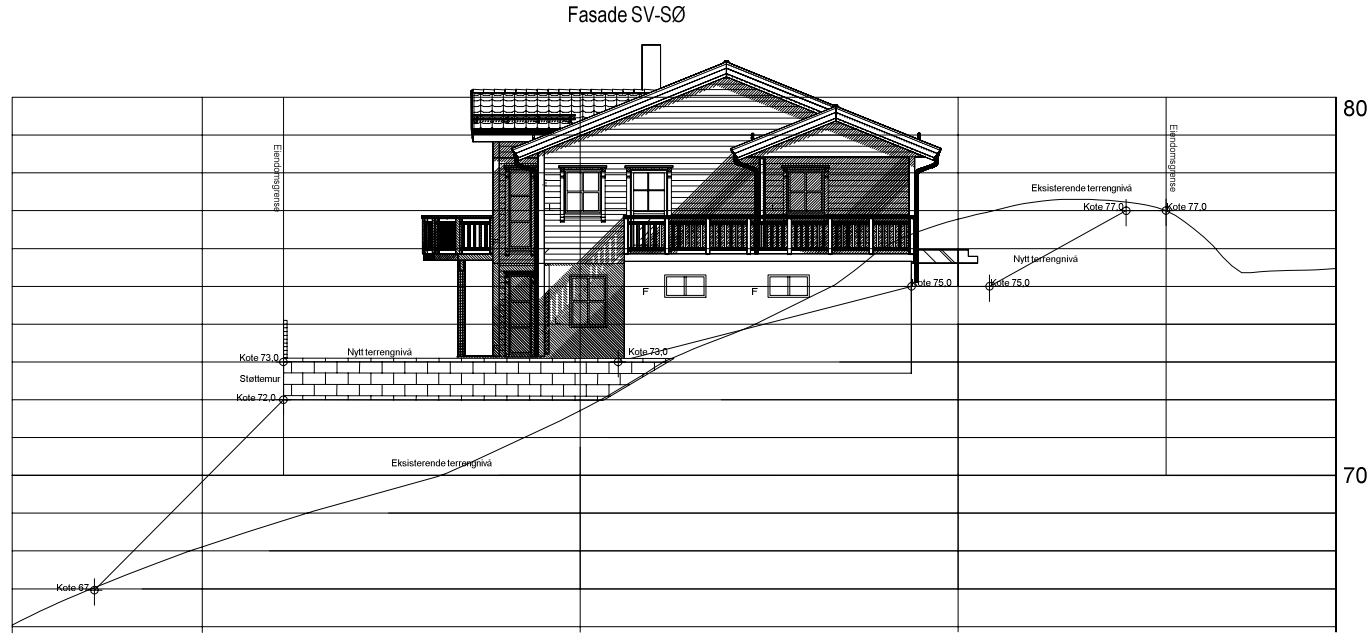 Fasade SV-SØ
80
Eiendomsgrense
Eiendomsgrense
Eksisterende terrengnivå
Kote 77,0
Kote 77,0
Nytt terrengnivå
Kote 75,0
Kote 75,0
F
F
Kote 73,0
Nytt terrengnivå
Kote 73,0
Støttemur
Kote 72,0
Eksisterende terrengnivå
70
Kote 67